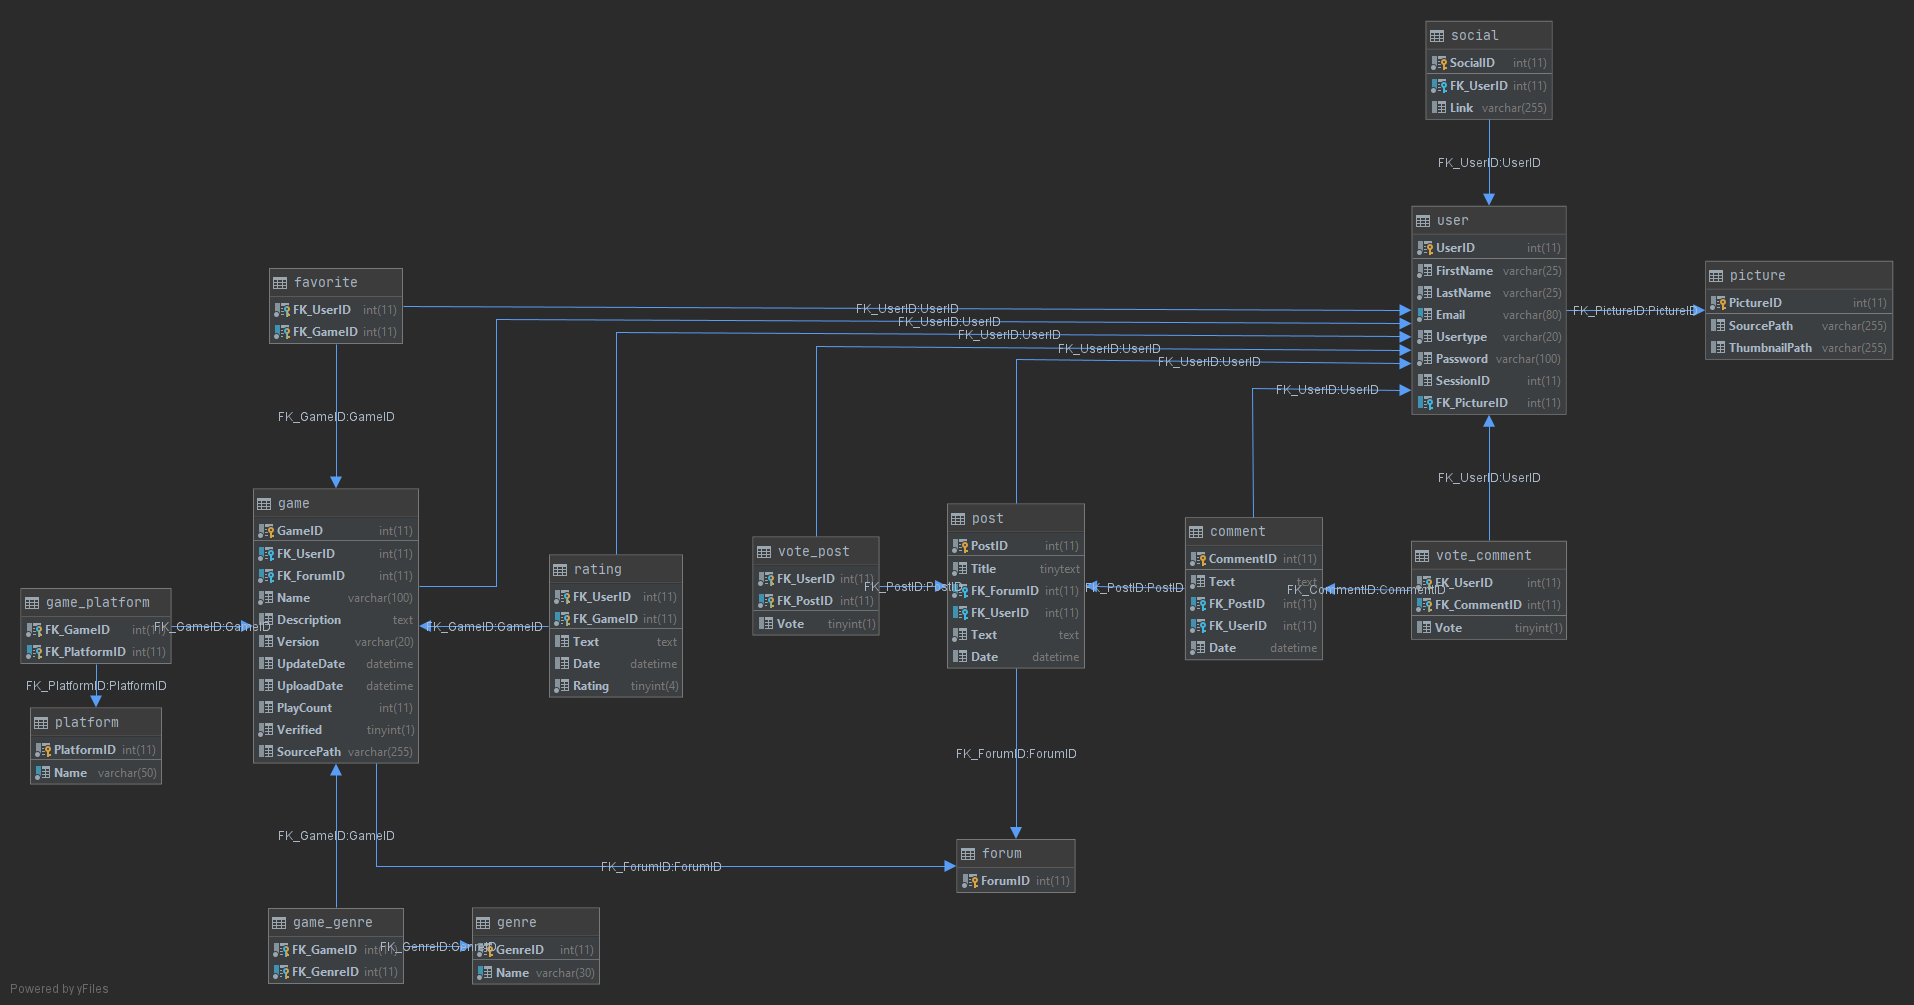 social
SocialID int(11)
FK_UserID int(11)
Link varchar(255)
FK_UserID:UserID
user
UserID int(11)
FirstName varchar(25)
LastName varchar(25)
Email varchar(80)
Usertype varchar(20)
Password varchar(100)
SessionID int(11)
FK_PictureID int(11)
FK_PictureID:PictureID
picture
PictureID int(11)
SourcePath varchar(255)
ThumbnailPath varchar(255)
favorite
FK_UserID int(11)
FK_GameID int(11)
FK_UserID:UserID
FK_UserID:UserID
FK_UserID:UserID
FK_UserID:UserID
FK_UserID:UserID
FK_UserID:UserID
FK_GameID:GameID
FK_UserID:UserID
game
GameID int(11)
FK_UserID int(11)
FK_ForumID int(11)
Name varchar(100)
Description text
Version varchar(20)
UpdateDate datetime
UploadDate datetime
PlayCount int(11)
Verified tinyint(1)
SourcePath varchar(255)
game_platform
FK_GameID int(11)
FK_PlatformID int(11)
FK_GameID:GameID
FK_PlatformID:PlatformID
platform
PlatformID int(11)
Name varchar(50)
rating
FK_UserID int(11)
FK_GameID int(11)
Text text
Date datetime
Rating tinyint(4)
FK_GameID:GameID
vote_post
FK_UserID int(11)
FK_PostID int(11)
Vote tinyint(1)
FK_PostID:PostID
post
PostID int(11)
Title tinytext
FK_ForumID int(11)
FK_UserID int(11)
Text text
Date datetime
FK_PostID:PostID
comment
CommentID int(11)
Text text
FK_PostID int(11)
FK_UserID int(11)
Date datetime
FK_CommentID:CommentID
vote_comment
FK_UserID int(11)
FK_CommentID int(11)
Vote tinyint(1)
FK_ForumID:ForumID
FK_GameID:GameID
FK_ForumID:ForumID
forum
ForumID int(11)
game_genre
FK_GameID int(11)
FK_GenreID int(11)
FK_GenreID:GenreID
genre
GenreID int(11)
Name varchar(30)
Powered by yFiles